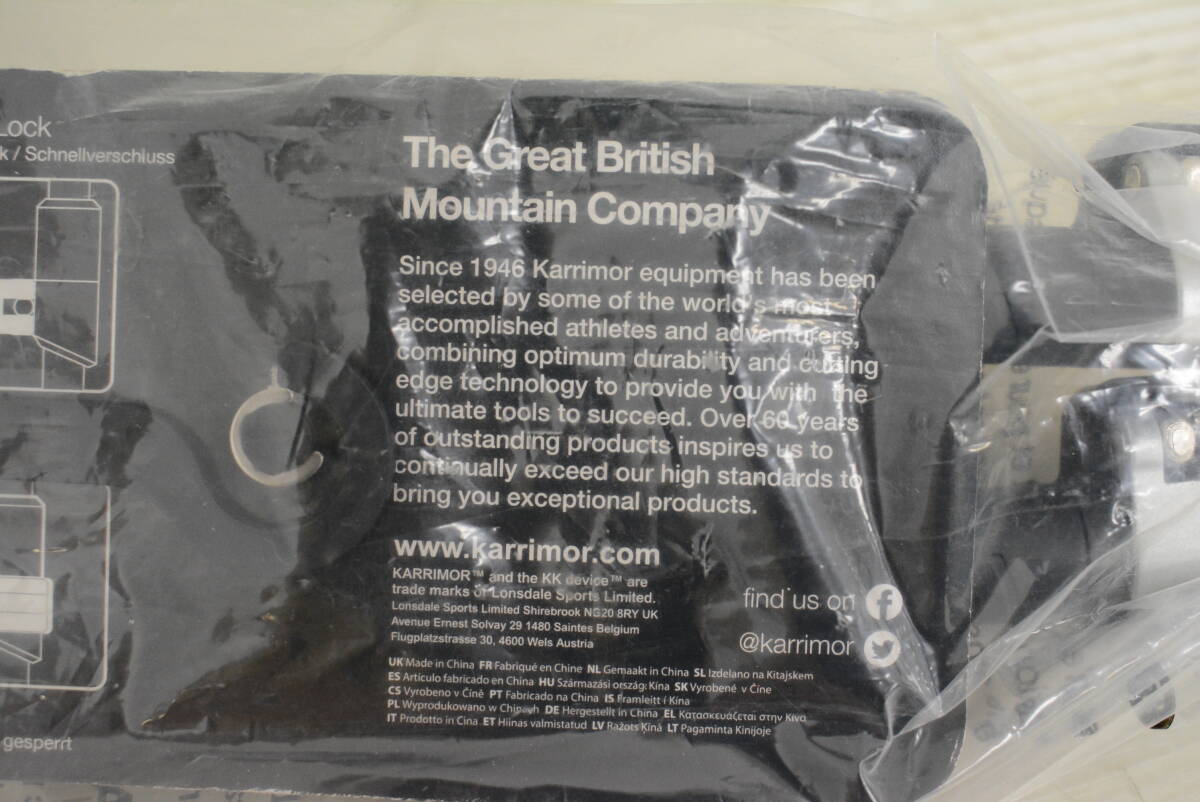 Lock
k / Schnellverschluss
The Great British
Mountain Company
Since 1946 Karrimor equipment has been
selected by some of the world's most
accomplished athletes and adventurers,
combining optimum durability and cutting
edge technology to provide you with the
ultimate tools to succeed. Over 60 years
of outstanding products inspires us to
continually exceed our high standards to
bring you exceptional products.
www.karrimor.com
KARRIMOR™ and the KK device™ are
trade marks of Lonsdale Sports Limited.
Lonsdale Sports Limited Shirebrook NG20 8RY UK
Avenue Ernest Solvay 29 1480 Saintes Belgium
Flugplatzstrasse 30, 4600 Wels Austria
find us on
@karrimor
UK Made in China FR Fabriqué en Chine NL Gemaakt in China SL Izdelano na Kitajskem
ES Artículo fabricado en China HU Származási ország: Kína SK Vyrobené v Číne
CS Vyrobeno v Číně PT Fabricado na China IS Framleitt í Kína
PL Wyprodukowano w Chinach DE Hergestellt in China EL Κατασκευάζεται στην Κίνα
IT Prodotto in Cina ET Hiinas valmistatud LV Ražots Ķīnā LT Pagaminta Kinijoje
gesperrt